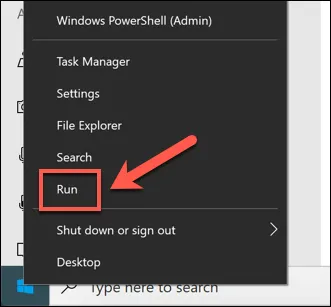 Windows PowerShell (Admin)
Task Manager
Settings
File Explorer
Search
Run
Shut down or sign out
Desktop
Type here to search